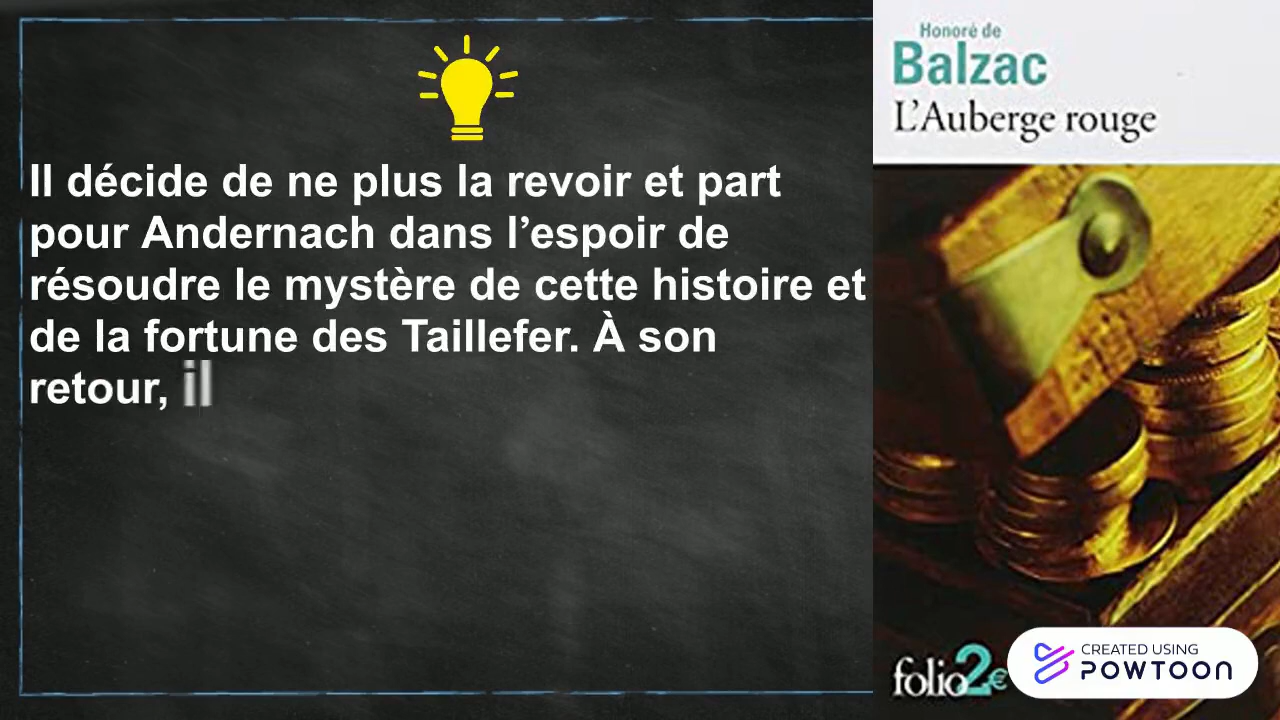 Il décide de ne plus la revoir et part
pour Andernach dans l’espoir de
résoudre le mystère de cette histoire et
de la fortune des Taillefer. À son
retour, il
Honoré de
Balzac
L’Auberge rouge
folio2€
CREATED USING
POWTOON